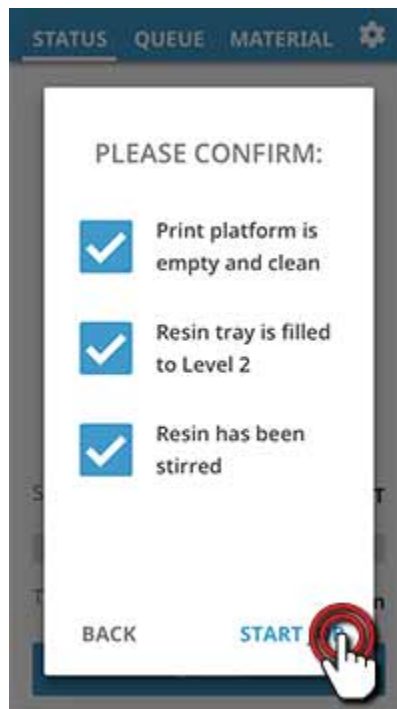 STATUS QUEUE MATERIAL
PLEASE CONFIRM:
Print platform is
empty and clean
Resin tray is filled
to Level 2
Resin has been
stirred
BACK START